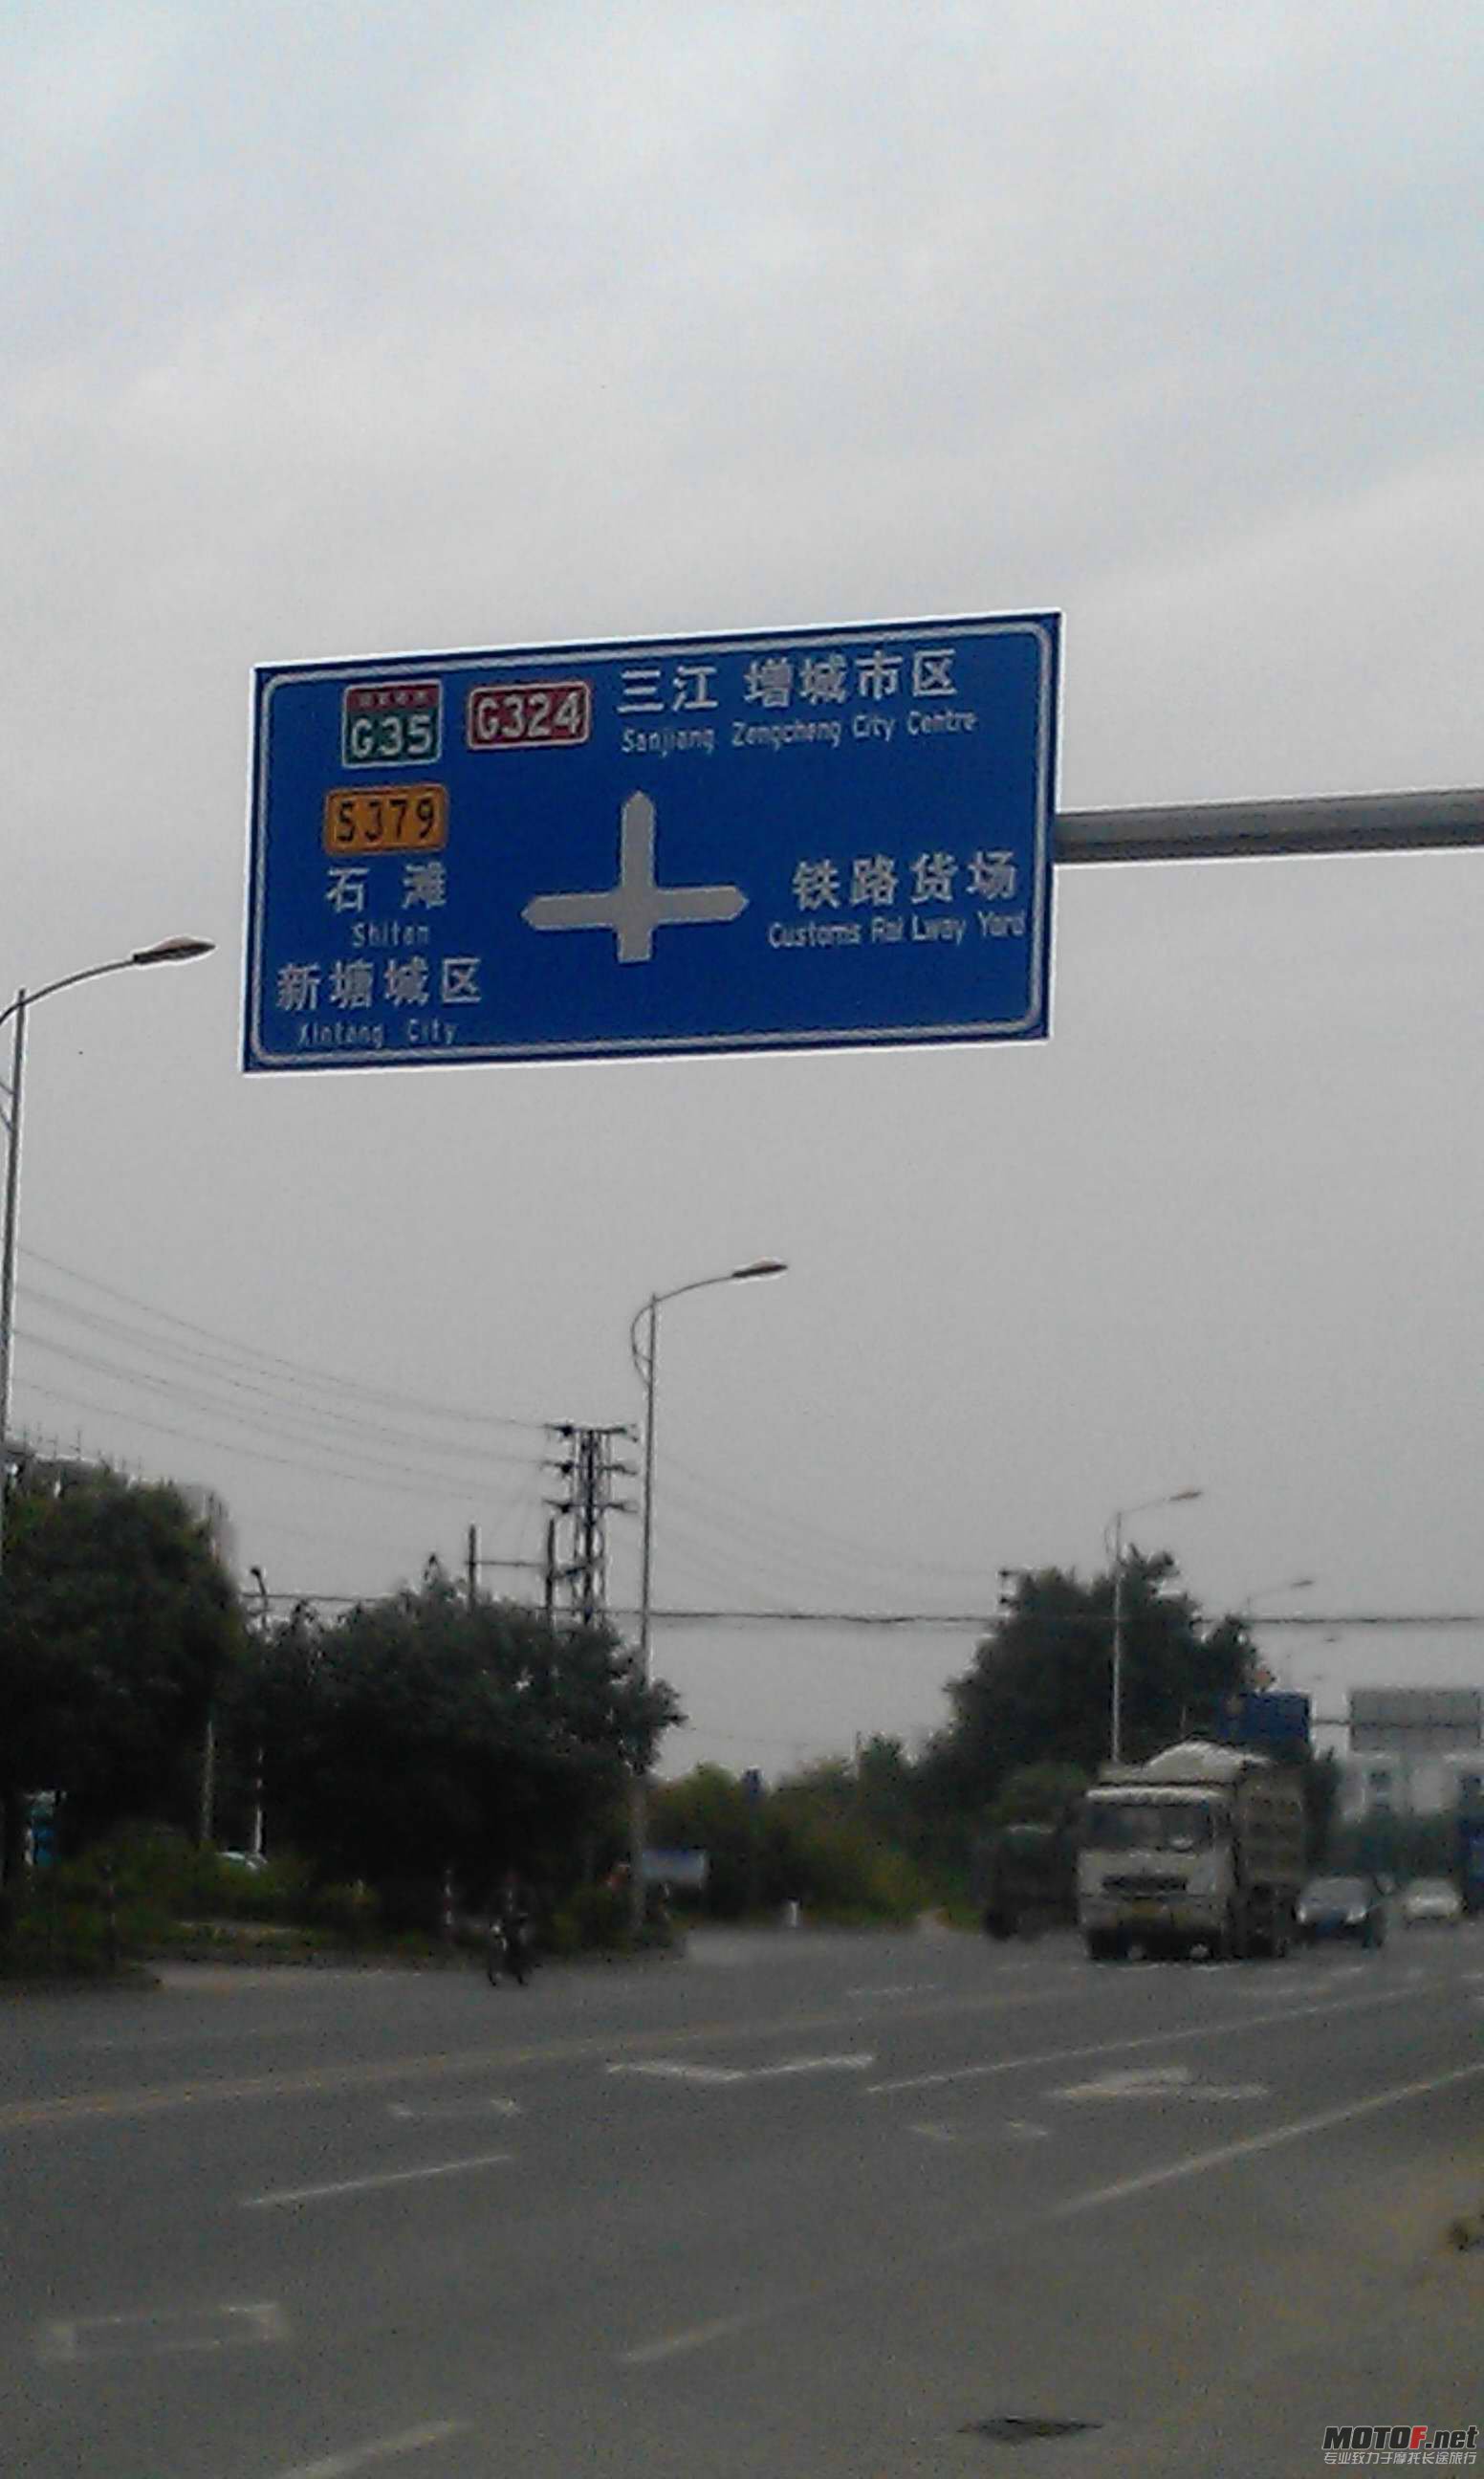 G35 G324 三江 增城市区
Sanjiang Zengcheng City Centre
S379
石滩
Shitan
铁路货场
Customs Rail Lway Yard
新塘城区
Xintang City
MOTOF.net
专业致力于摩托长途旅行